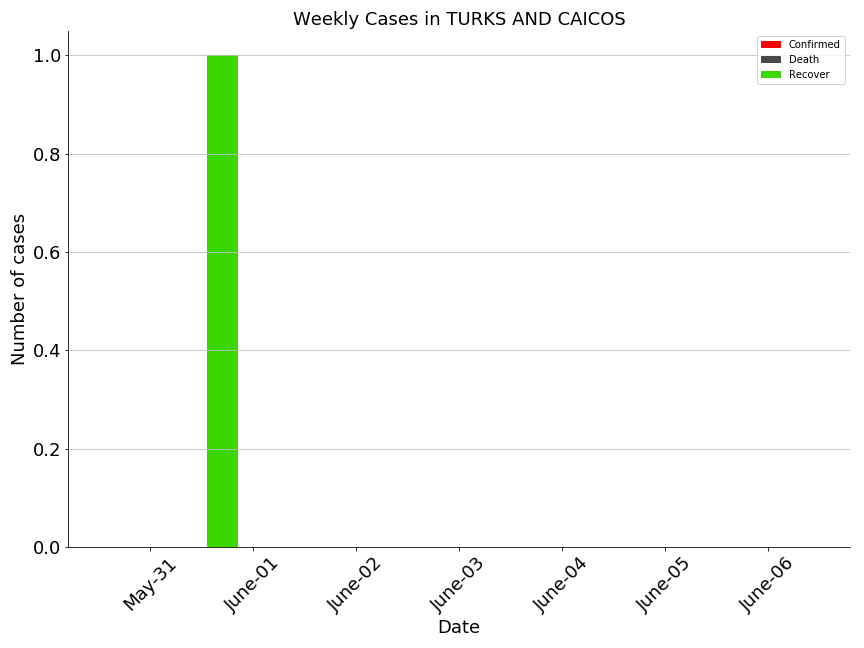 Weekly Cases in TURKS AND CAICOS
Confirmed
Death
Recover
Number of cases
1.0
0.8
0.6
0.4
0.2
0.0
May-31
June-01
June-02
June-03
June-04
June-05
June-06
Date